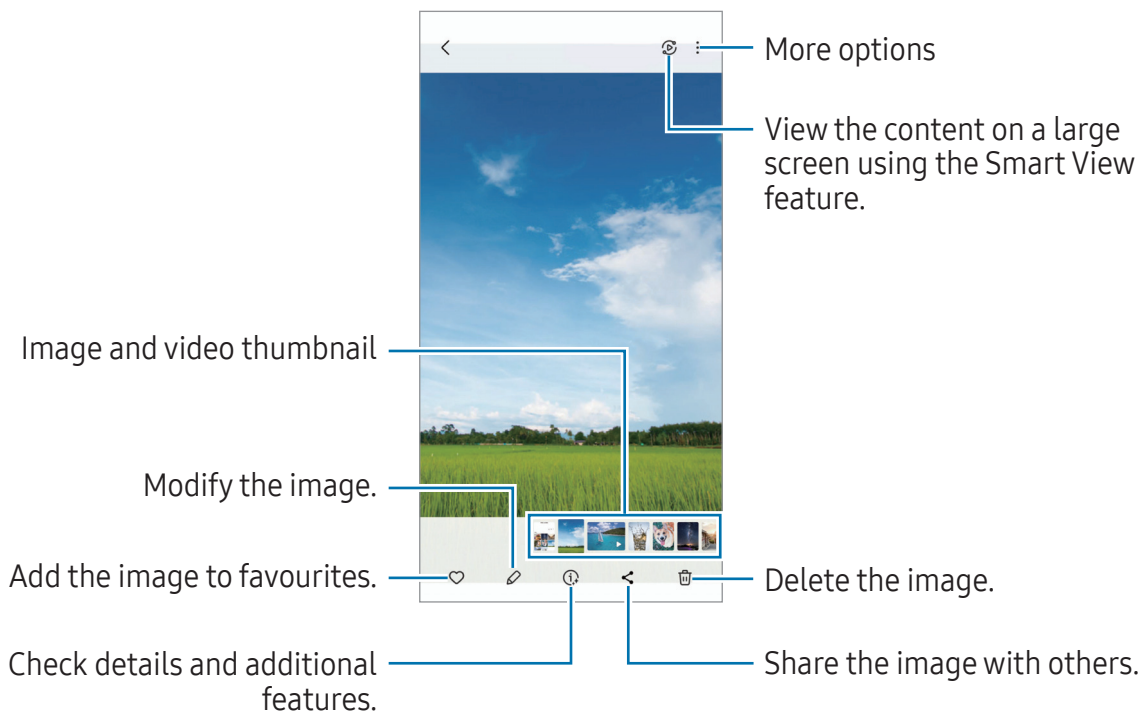 More options
View the content on a large
screen using the Smart View
feature.
Image and video thumbnail
Modify the image.
Add the image to favourites.
Delete the image.
Check details and additional
features.
Share the image with others.